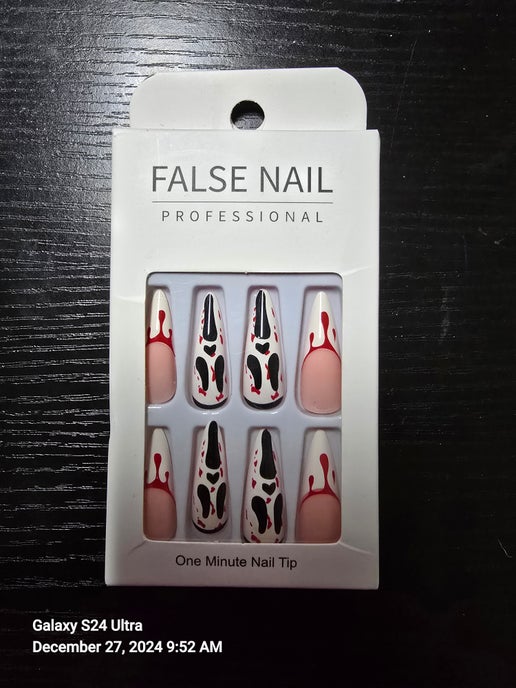 FALSE NAIL
PROFESSIONAL
One Minute Nail Tip
Galaxy S24 Ultra
December 27, 2024 9:52 AM